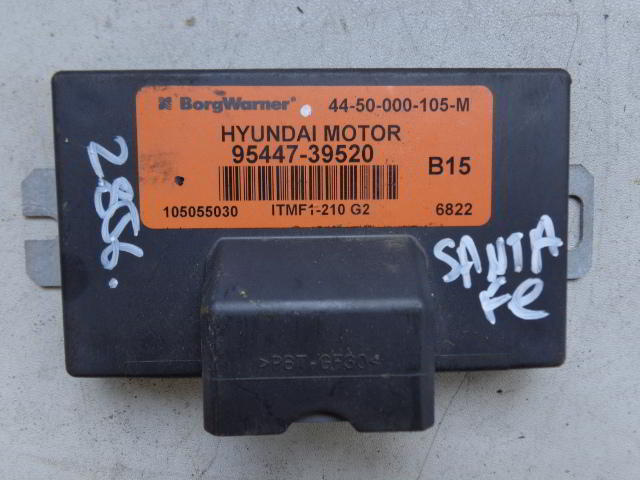 BorgWarner 44-50-000-105-M
HYUNDAI MOTOR
95447-39520
B15
105055030 ITMF1-210 G2 6822
2856.
SANTA
Fe
>PBT-GF30<